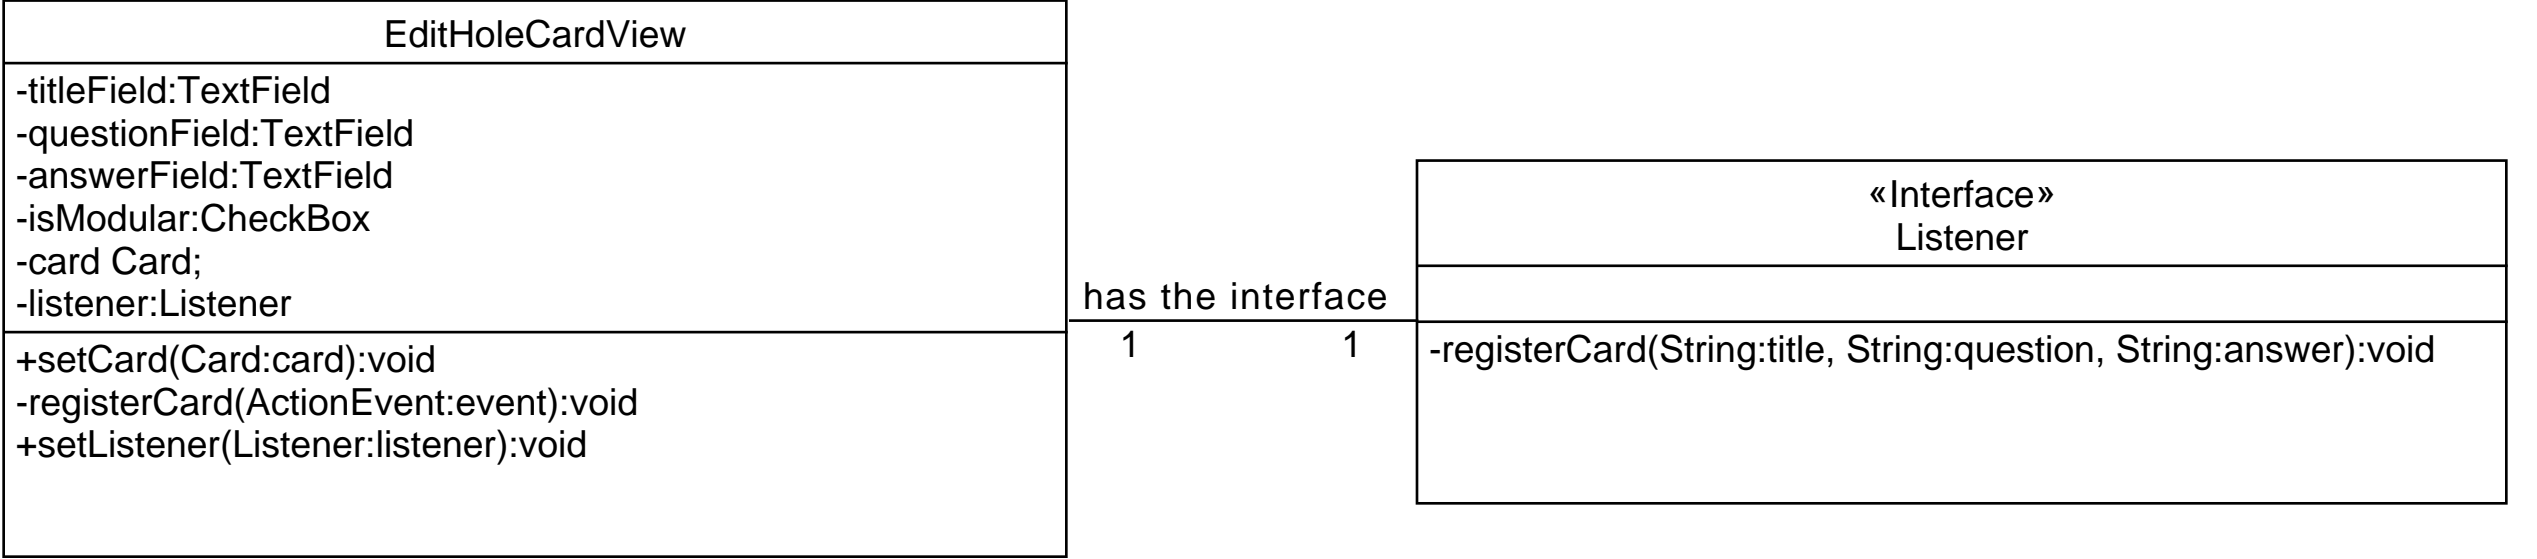 EditHoleCardView
-titleField:TextField
-questionField:TextField
-answerField:TextField
-isModular:CheckBox
-card Card;
-listener:Listener
+setCard(Card:card):void
-registerCard(ActionEvent:event):void
+setListener(Listener:listener):void
has the interface
1 1
«Interface»
Listener
-registerCard(String:title, String:question, String:answer):void